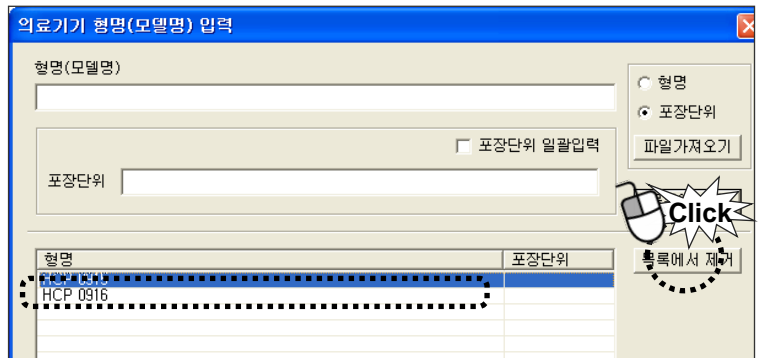 의료기기 형명(모델명) 입력
형명(모델명)
형명
포장단위
포장단위 일괄입력
파일가져오기
포장단위
Click
형명 포장단위
목록에서 제거
HCP 0916